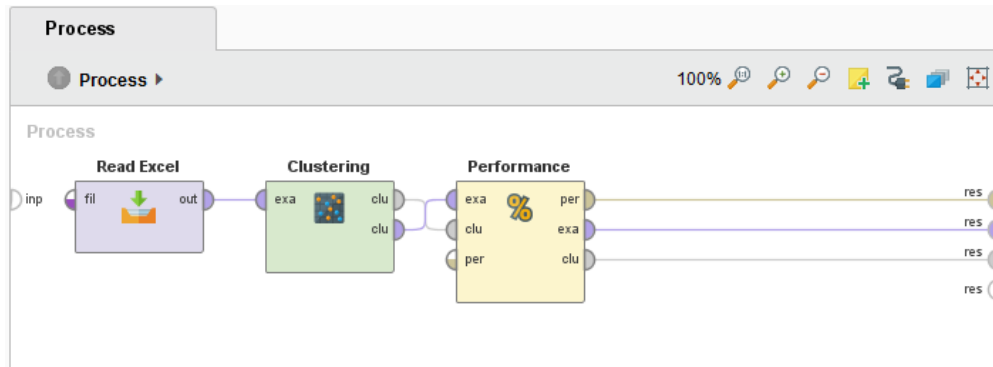 Process
Process
100%
Process
Read Excel Clustering Performance
inp fil out exa clu exa per res
clu clu exa res
per clu res
res